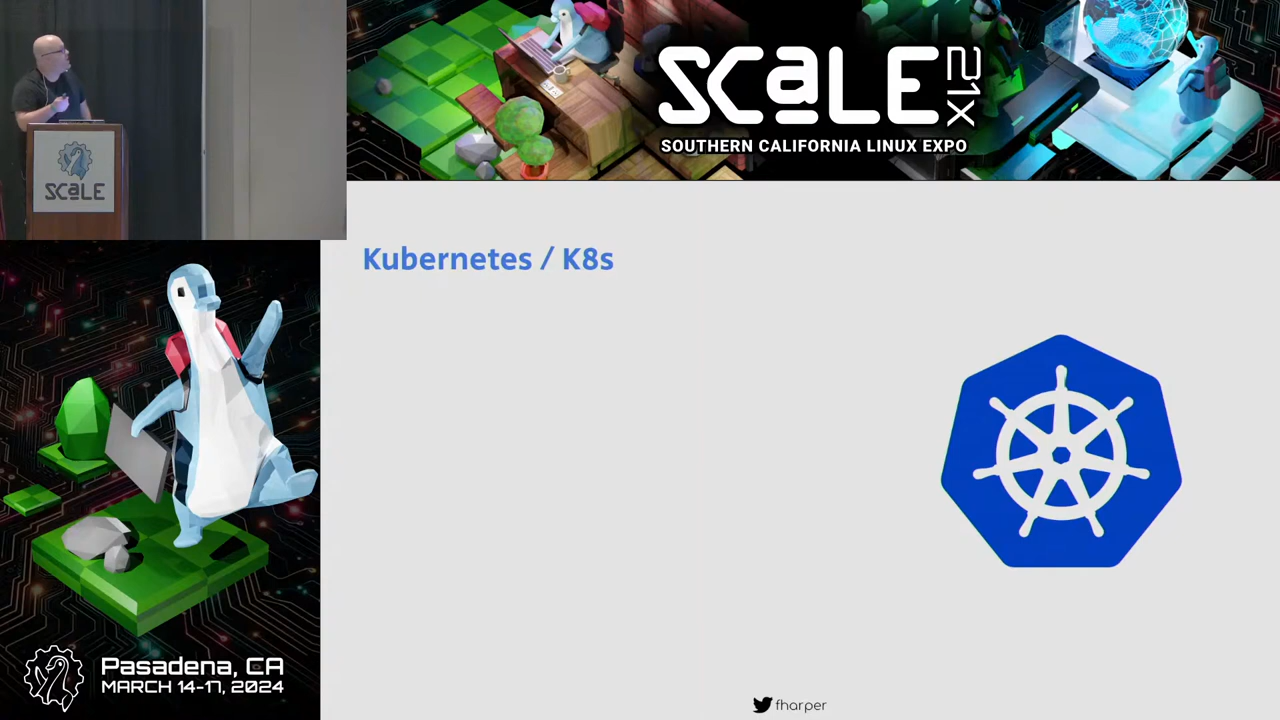 SCaLE
21X
SOUTHERN CALIFORNIA LINUX EXPO
SCaLE
Kubernetes / K8s
Pasadena, CA
MARCH 14-17, 2024
fharper